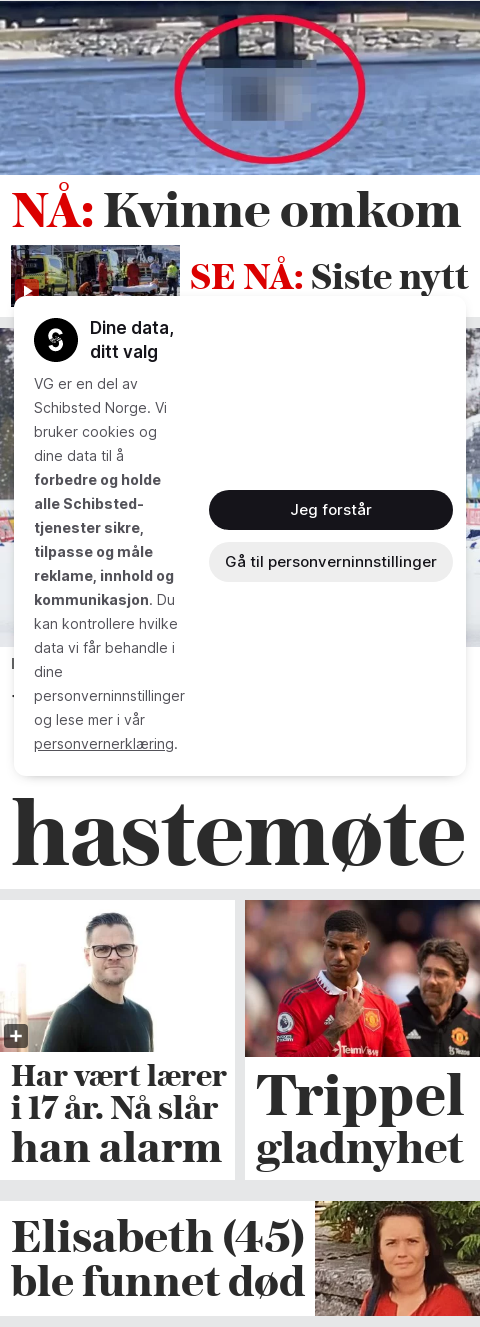 NÅ: Kvinne omkom
SE NÅ: Siste nytt
Dine data,
ditt valg
VG er en del av
Schibsted Norge. Vi
bruker cookies og
dine data til å
forbedre og holde
alle Schibsted-
tjenester sikre,
tilpasse og måle
reklame, innhold og
kommunikasjon. Du
kan kontrollere hvilke
data vi får behandle i
dine
personverninnstillinger
og lese mer i vår
personvernerklæring.
Jeg forstår
Gå til personverninnstillinger
hastemøte
Har vært lærer
i 17 år. Nå slår
han alarm
TeamViewer
Trippel
gladnyhet
Elisabeth (45)
ble funnet død